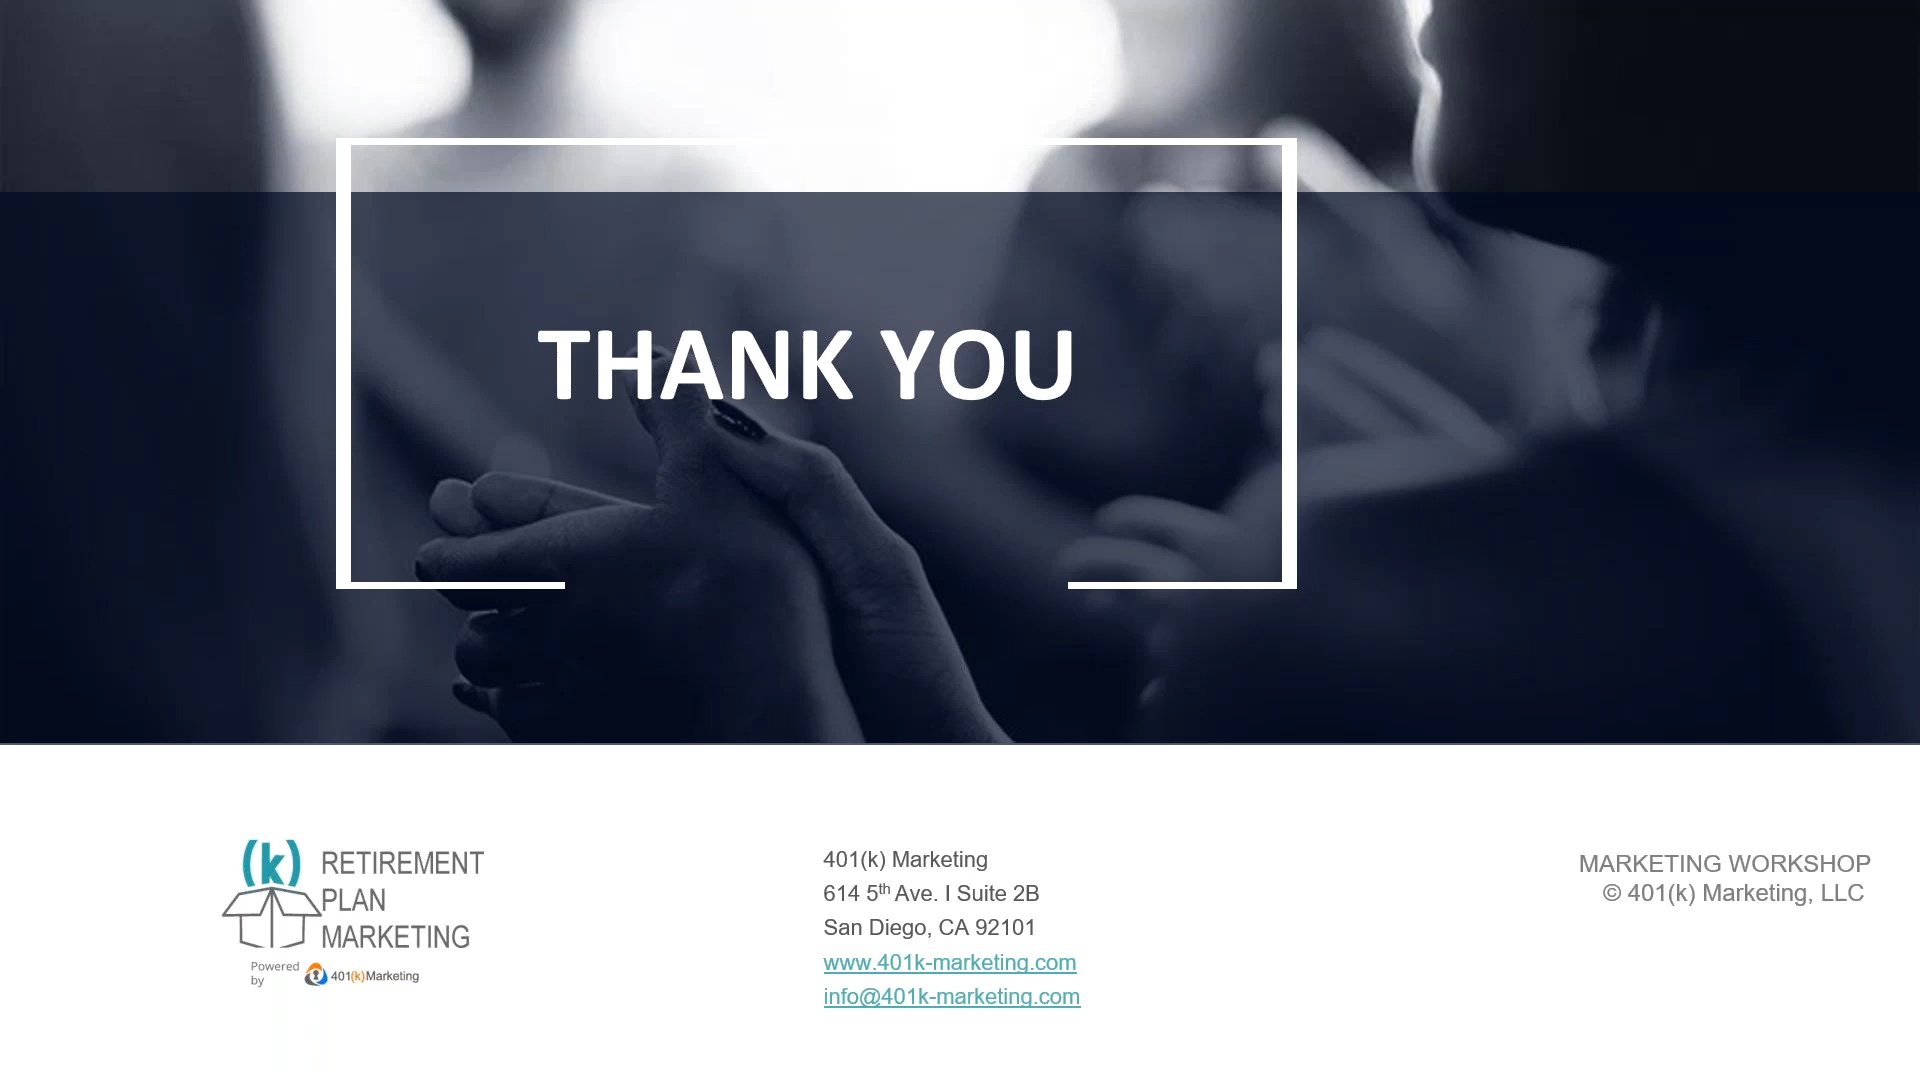 THANK YOU
(k) RETIREMENT
PLAN
MARKETING
Powered
by
401(k)Marketing
401(k) Marketing
614 5th Ave. I Suite 2B
San Diego, CA 92101
www.401k-marketing.com
info@401k-marketing.com
MARKETING WORKSHOP
© 401(k) Marketing, LLC